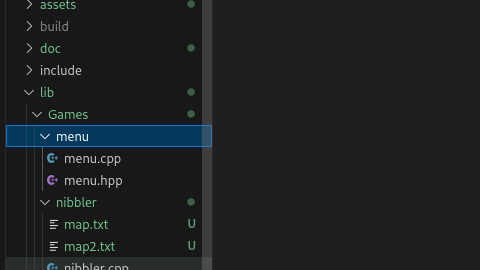 assets
build
doc
include
lib
Games
menu
menu.cpp
menu.hpp
nibbler
map.txt U
map2.txt U
nibbler.cpp